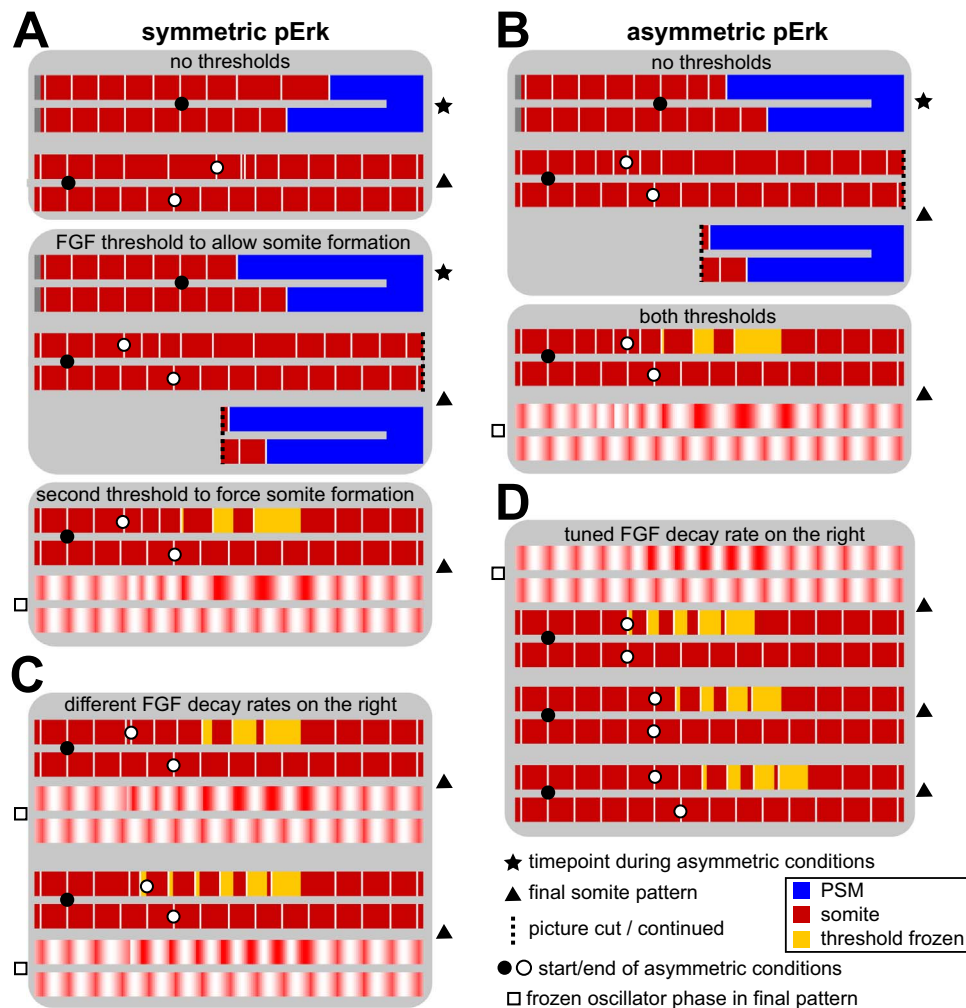 A
symmetric pErk
no thresholds
FGF threshold to allow somite formation
second threshold to force somite formation
B
asymmetric pErk
no thresholds
both thresholds
C
different FGF decay rates on the right
D
tuned FGF decay rate on the right
timepoint during asymmetric conditions
final somite pattern
picture cut / continued
start/end of asymmetric conditions
frozen oscillator phase in final pattern
PSM
somite
threshold frozen